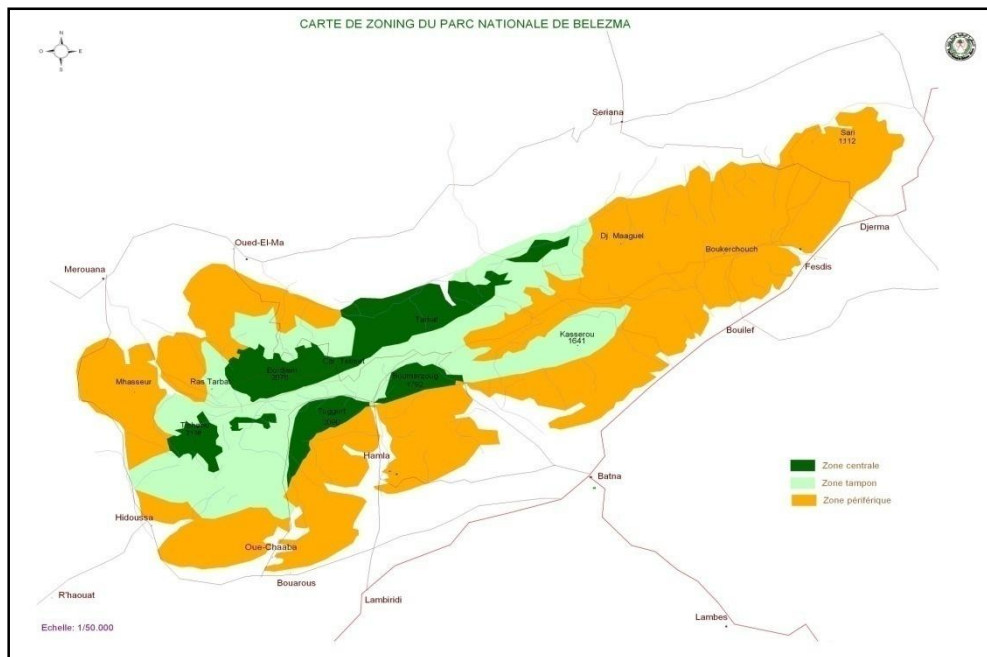 CARTE DE ZONING DU PARC NATIONALE DE BELEZMA
N
O E
S
Seriana
Sari
1112
Djerma
Dj. Maaguel
Boukerchouch
Oued-El-Ma
Fesdis
Merouana
Bouilef
Kasserou
1641
Mhasseur
Ras Tarbat
Hamla
Batna
Zone centrale
Zone tampon
Zone périférique
Hidoussa
Oue-Chaaba
Bouarous
R'haouat
Lambiridi
Lambes
Echelle: 1/50.000